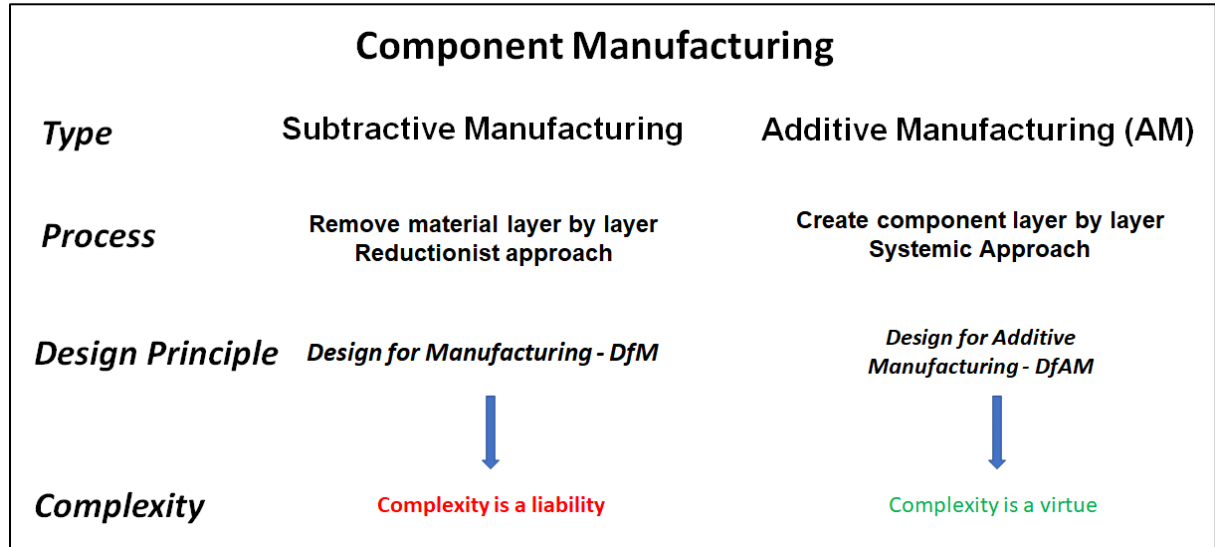 Component Manufacturing
Type
Subtractive Manufacturing
Additive Manufacturing (AM)
Process
Remove material layer by layer
Reductionist approach
Create component layer by layer
Systemic Approach
Design Principle
Design for Manufacturing - DfM
Design for Additive
Manufacturing - DfAM
Complexity
Complexity is a liability
Complexity is a virtue